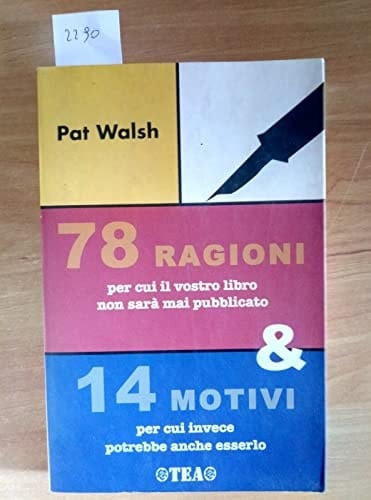 2290
Pat Walsh
78 RAGIONI
per cui il vostro libro
non sarà mai pubblicato
&
14 MOTIVI
per cui invece
potrebbe anche esserlo
TEA